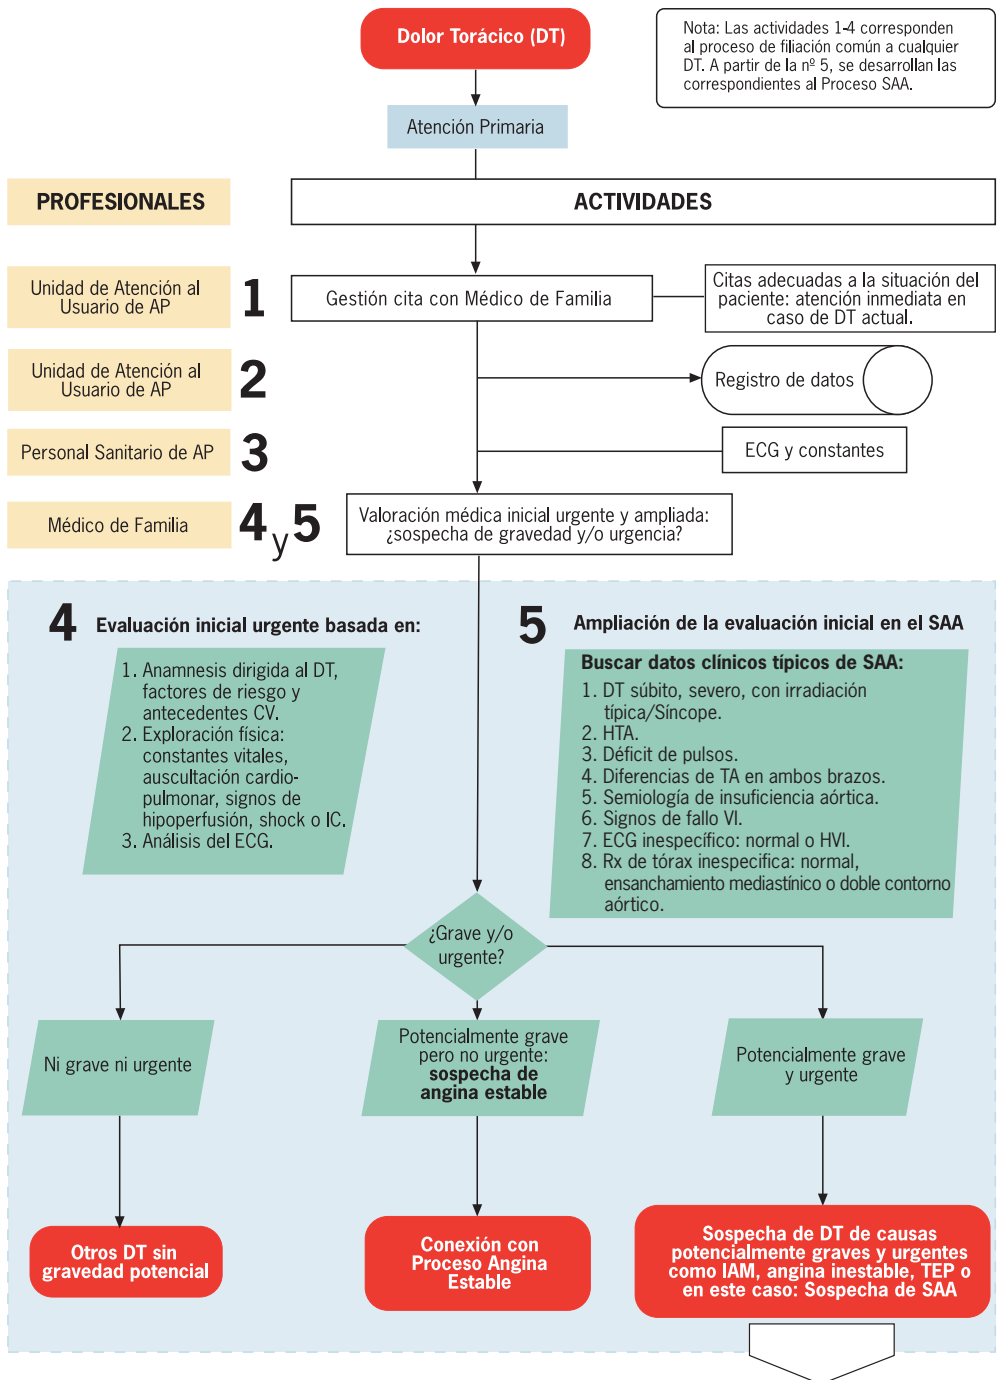 Dolor Torácico (DT)
Nota: Las actividades 1-4 corresponden
al proceso de filiación común a cualquier
DT. A partir de la nº 5, se desarrollan las
correspondientes al Proceso SAA.
Atención Primaria
PROFESIONALES
ACTIVIDADES
Unidad de Atención al
Usuario de AP
1
Gestión cita con Médico de Familia
Citas adecuadas a la situación del
paciente: atención inmediata en
caso de DT actual.
Unidad de Atención al
Usuario de AP
2
Registro de datos
Personal Sanitario de AP
3
ECG y constantes
Médico de Familia
4 y 5
Valoración médica inicial urgente y ampliada:
¿sospecha de gravedad y/o urgencia?
4 Evaluación inicial urgente basada en:
1. Anamnesis dirigida al DT,
factores de riesgo y
antecedentes CV.
2. Exploración física:
constantes vitales,
auscultación cardio-
pulmonar, signos de
hipoperfusión, shock o IC.
3. Análisis del ECG.
5 Ampliación de la evaluación inicial en el SAA
Buscar datos clínicos típicos de SAA:
1. DT súbito, severo, con irradiación
típica/Síncope.
2. HTA.
3. Déficit de pulsos.
4. Diferencias de TA en ambos brazos.
5. Semiología de insuficiencia aórtica.
6. Signos de fallo VI.
7. ECG inespecífico: normal o HVI.
8. Rx de tórax inespecifica: normal,
ensanchamiento mediastínico o doble contorno
aórtico.
¿Grave y/o
urgente?
Ni grave ni urgente
Potencialmente grave
pero no urgente:
sospecha de
angina estable
Potencialmente grave
y urgente
Otros DT sin
gravedad potencial
Conexión con
Proceso Angina
Estable
Sospecha de DT de causas
potencialmente graves y urgentes
como IAM, angina inestable, TEP o
en este caso: Sospecha de SAA